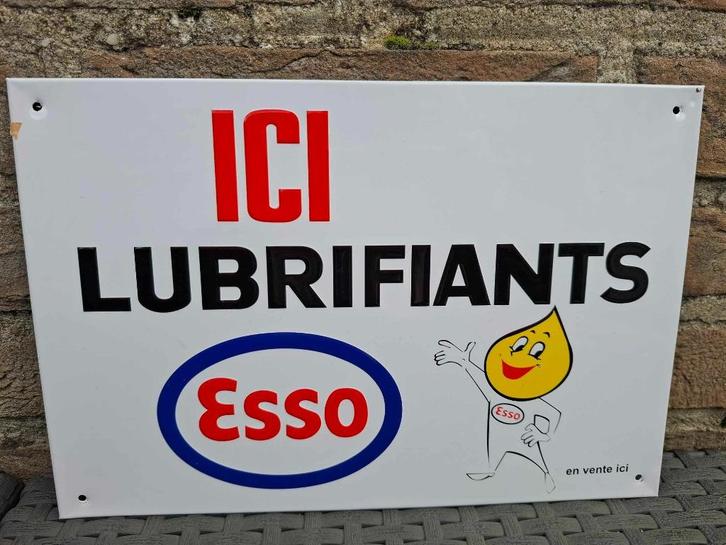 ICI
LUBRIFIANTS
Esso
Esso
en vente ici